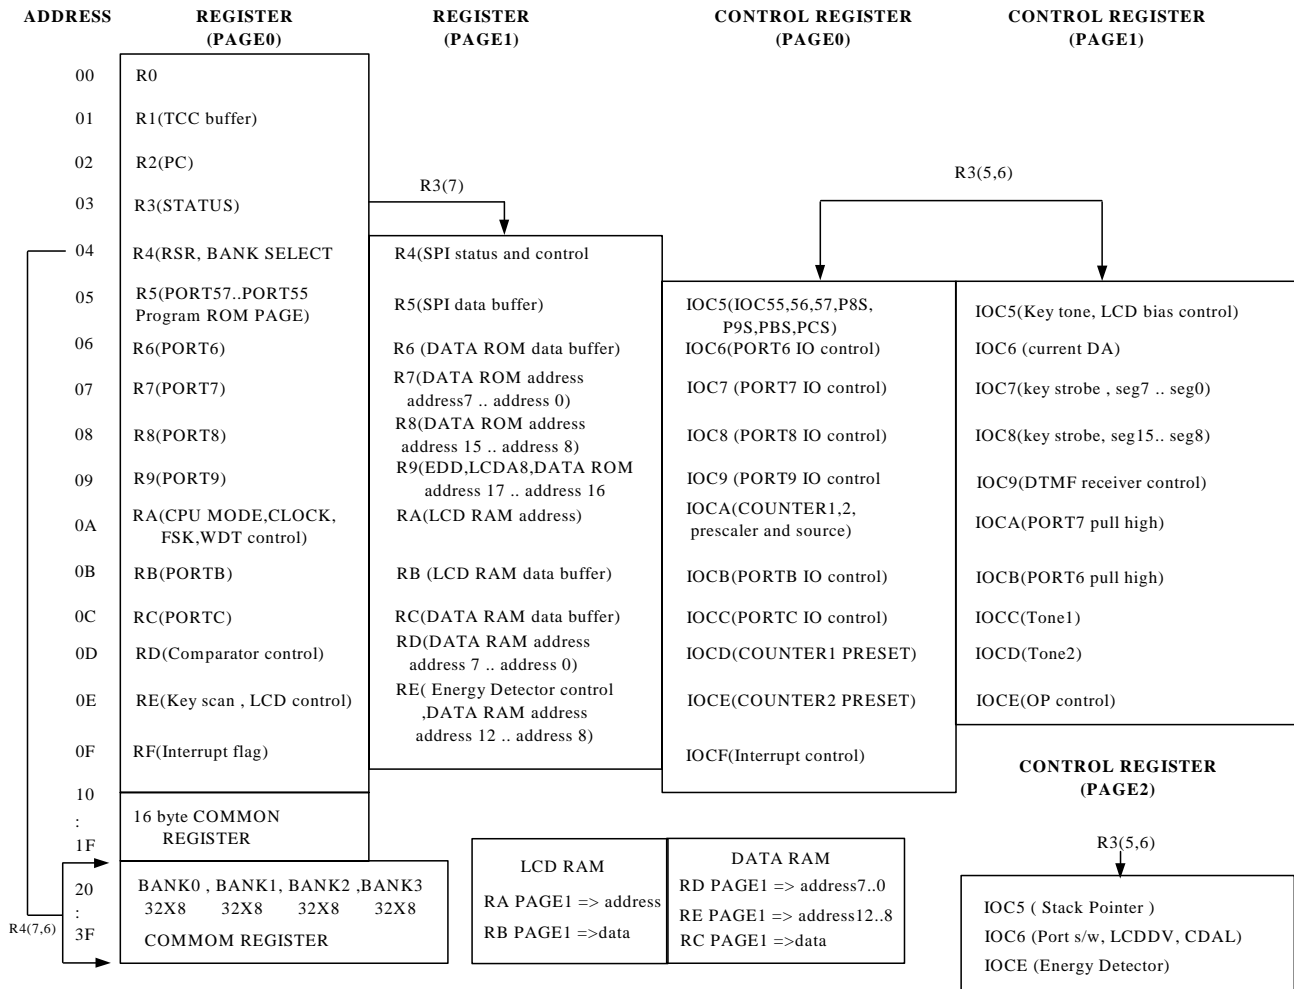 ADDRESS
REGISTER
(PAGE0)
REGISTER
(PAGE1)
CONTROL REGISTER
(PAGE0)
CONTROL REGISTER
(PAGE1)
00
R0
01
R1(TCC buffer)
02
R2(PC)
R3(7)
R3(5,6)
03
R3(STATUS)
04
R4(RSR, BANK SELECT
R4(SPI status and control
05
R5(PORT57..PORT55
Program ROM PAGE)
R5(SPI data buffer)
IOC5(IOC55,56,57,P8S,
P9S,PBS,PCS)
IOC5(Key tone, LCD bias control)
06
R6(PORT6)
R6 (DATA ROM data buffer)
IOC6(PORT6 IO control)
IOC6 (current DA)
07
R7(PORT7)
R7(DATA ROM address
address7 .. address 0)
IOC7 (PORT7 IO control)
IOC7(key strobe , seg7 .. seg0)
08
R8(PORT8)
R8(DATA ROM address
address 15 .. address 8)
IOC8 (PORT8 IO control)
IOC8(key strobe, seg15.. seg8)
09
R9(PORT9)
R9(EDD,LCDA8,DATA ROM
address 17 .. address 16
IOC9 (PORT9 IO control
IOC9(DTMF receiver control)
0A
RA(CPU MODE,CLOCK,
FSK,WDT control)
RA(LCD RAM address)
IOCA(COUNTER1,2,
prescaler and source)
IOCA(PORT7 pull high)
0B
RB(PORTB)
RB (LCD RAM data buffer)
IOCB(PORTB IO control)
IOCB(PORT6 pull high)
0C
RC(PORTC)
RC(DATA RAM data buffer)
IOCC(PORTC IO control)
IOCC(Tone1)
0D
RD(Comparator control)
RD(DATA RAM address
address 7 .. address 0)
IOCD(COUNTER1 PRESET)
IOCD(Tone2)
0E
RE(Key scan , LCD control)
RE( Energy Detector control
,DATA RAM address
address 12 .. address 8)
IOCE(COUNTER2 PRESET)
IOCE(OP control)
0F
RF(Interrupt flag)
IOCF(Interrupt control)
CONTROL REGISTER
(PAGE2)
10
:
1F
16 byte COMMON
REGISTER
R3(5,6)
20
:
3F
R4(7,6)
BANK0 , BANK1, BANK2 ,BANK3
32X8 32X8 32X8 32X8
COMMOM REGISTER
LCD RAM
RA PAGE1 => address
RB PAGE1 =>data
DATA RAM
RD PAGE1 => address7..0
RE PAGE1 => address12..8
RC PAGE1 =>data
IOC5 ( Stack Pointer )
IOC6 (Port s/w, LCDDV, CDAL)
IOCE (Energy Detector)